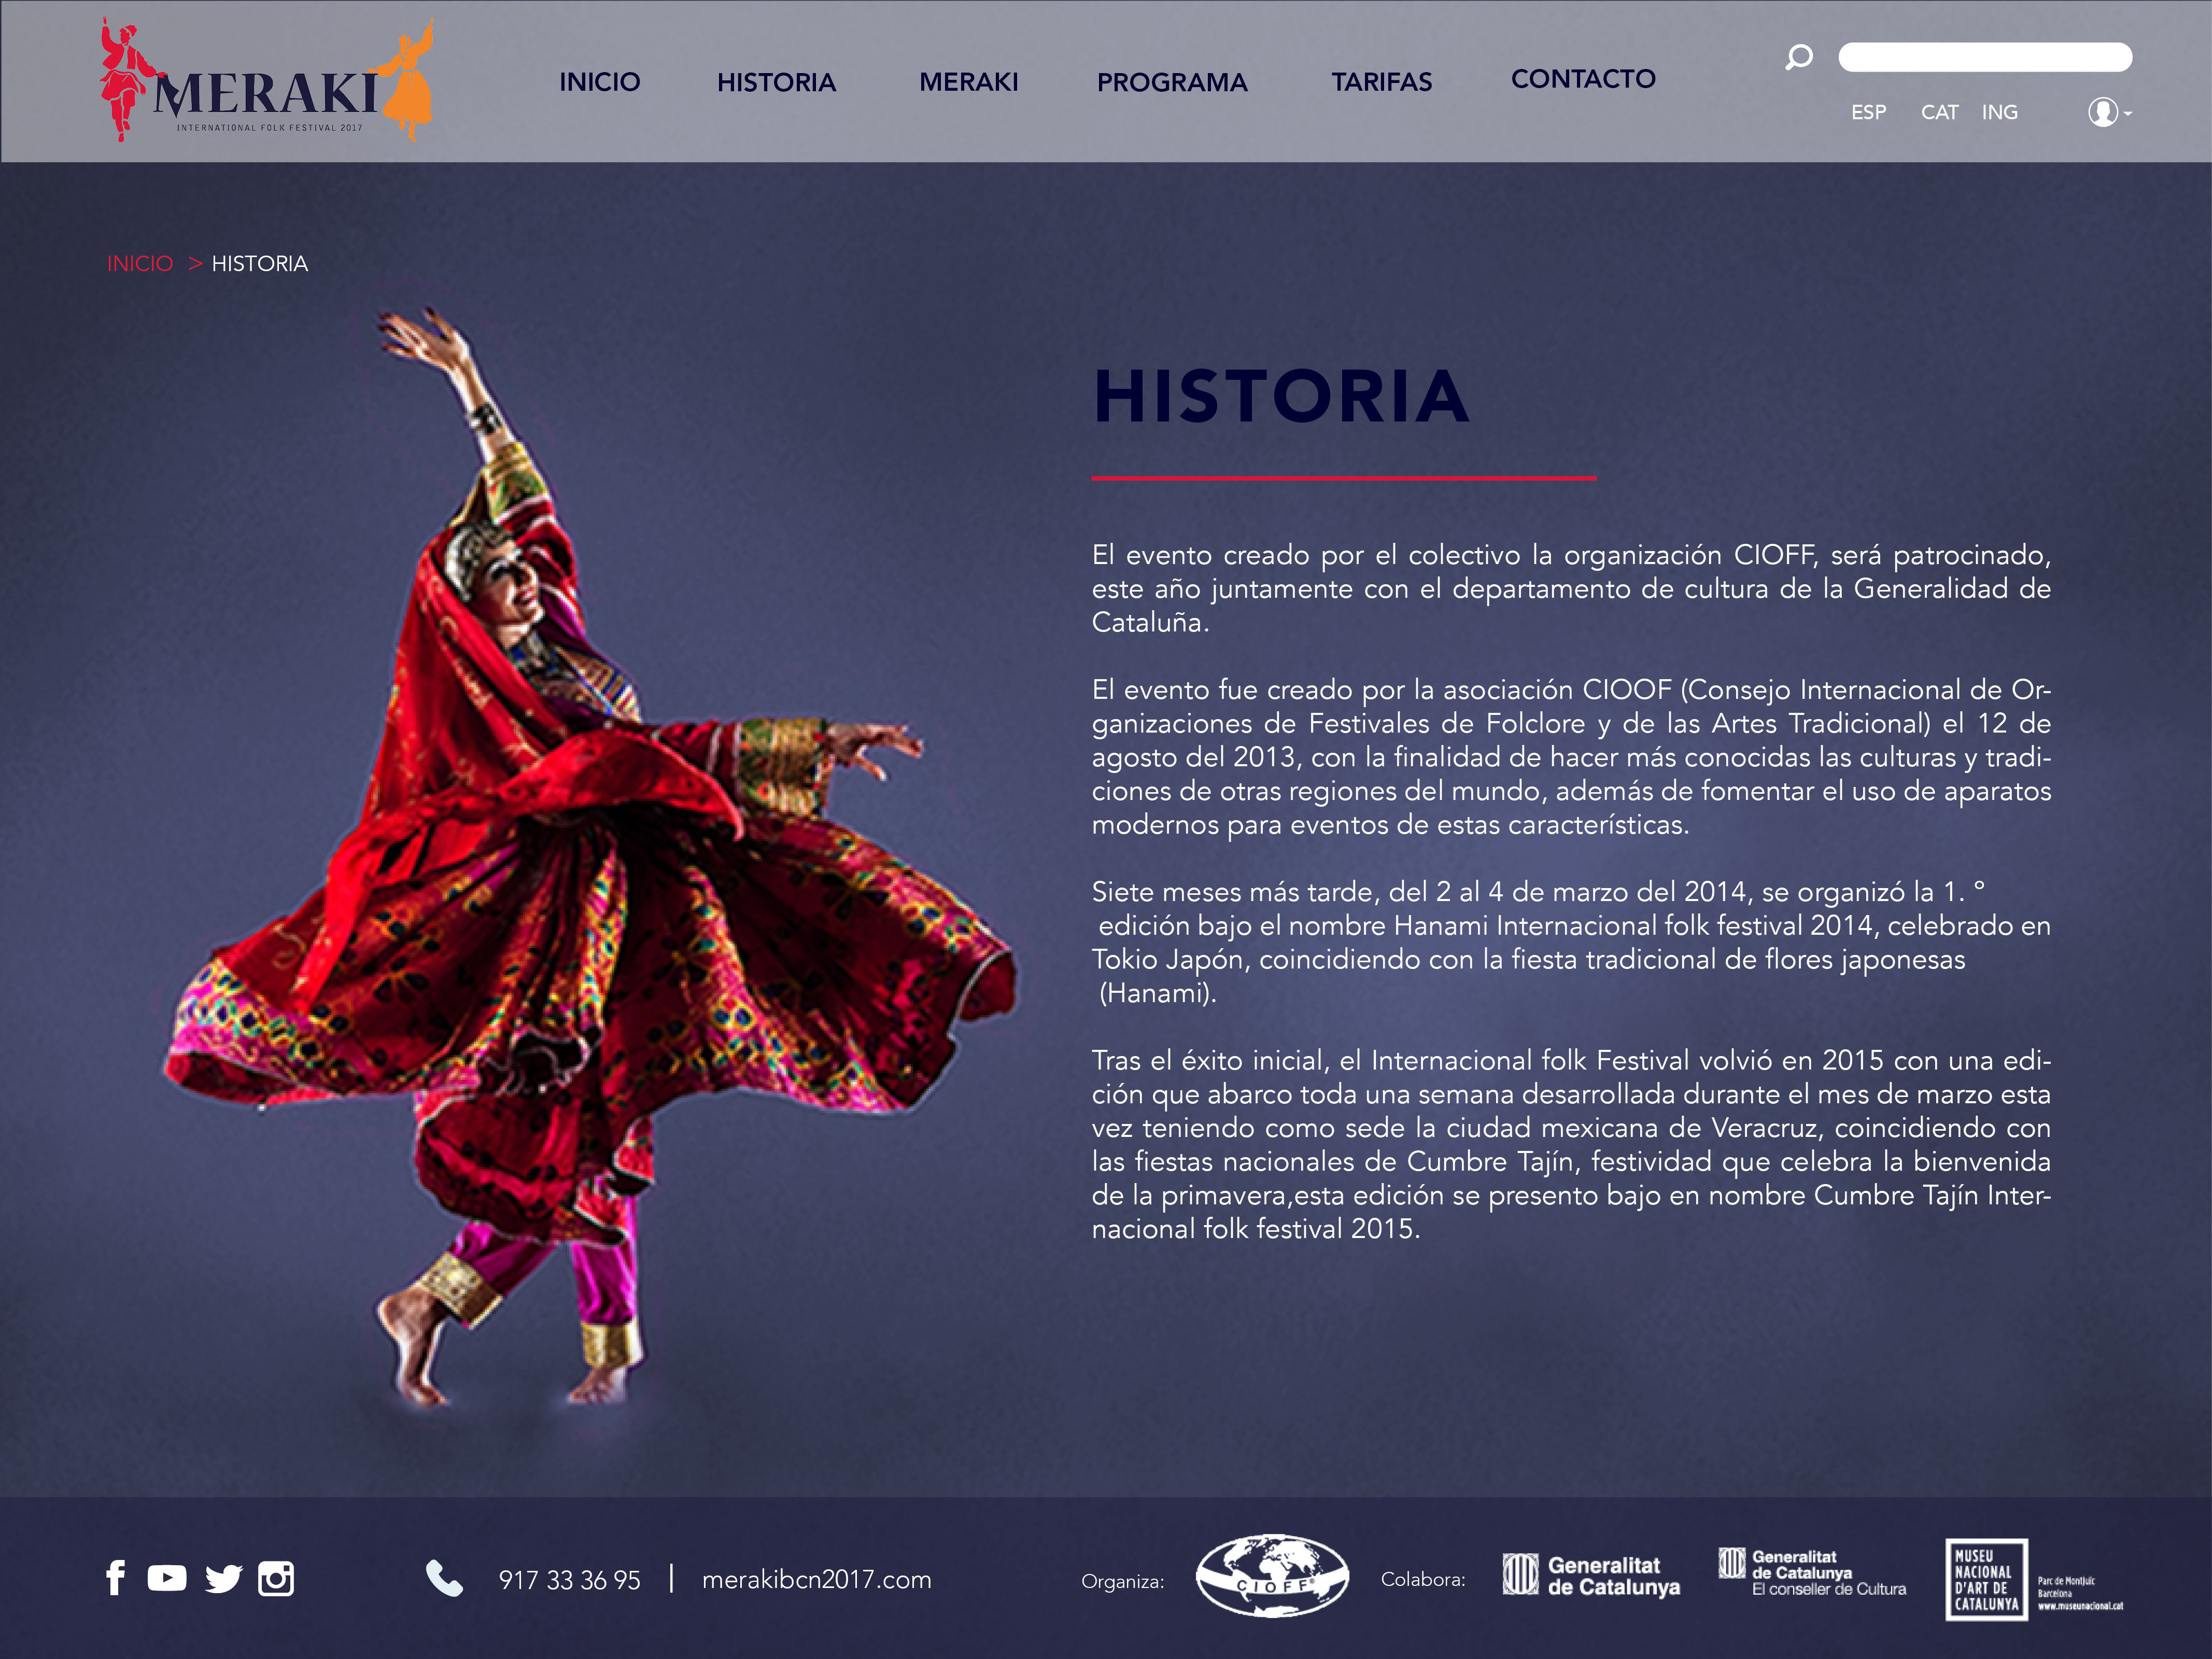 MERAKI
INTERNATIONAL FOLK FESTIVAL 2017
INICIO
HISTORIA
MERAKI
PROGRAMA
TARIFAS
CONTACTO
ESP CAT ING
INICIO > HISTORIA
HISTORIA
El evento creado por el colectivo la organización CIOFF, será patrocinado,
este año juntamente con el departamento de cultura de la Generalidad de
Cataluña.
El evento fue creado por la asociación CIOOF (Consejo Internacional de Or-
ganizaciones de Festivales de Folclore y de las Artes Tradicional) el 12 de
agosto del 2013, con la finalidad de hacer más conocidas las culturas y tradi-
ciones de otras regiones del mundo, además de fomentar el uso de aparatos
modernos para eventos de estas características.
Siete meses más tarde, del 2 al 4 de marzo del 2014, se organizó la 1. º
edición bajo el nombre Hanami Internacional folk festival 2014, celebrado en
Tokio Japón, coincidiendo con la fiesta tradicional de flores japonesas
(Hanami).
Tras el éxito inicial, el Internacional folk Festival volvió en 2015 con una edi-
ción que abarco toda una semana desarrollada durante el mes de marzo esta
vez teniendo como sede la ciudad mexicana de Veracruz, coincidiendo con
las fiestas nacionales de Cumbre Tajín, festividad que celebra la bienvenida
de la primavera,esta edición se presento bajo en nombre Cumbre Tajín Inter-
nacional folk festival 2015.
917 33 36 95 | merakibcn2017.com
Organiza:
CIOFF®
Colabora:
Generalitat
de Catalunya
Generalitat
de Catalunya
El conseller de Cultura
MUSEU
NACIONAL
D'ART DE
CATALUNYA
Parc de Montjuïc
Barcelona
www.museunacional.cat